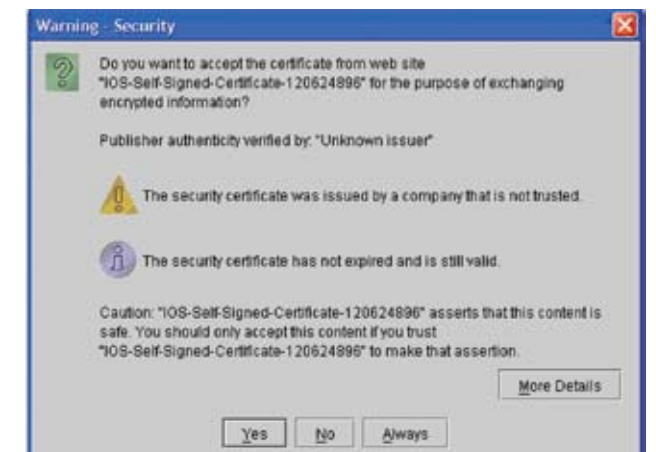 Warning - Security
Do you want to accept the certificate from web site
"IOS-Self-Signed-Certificate-120624896" for the purpose of exchanging
encrypted information?
Publisher authenticity verified by: "Unknown issuer"
The security certificate was issued by a company that is not trusted.
The security certificate has not expired and is still valid.
Caution: "IOS-Self-Signed-Certificate-120624896" asserts that this content is
safe. You should only accept this content if you trust
"IOS-Self-Signed-Certificate-120624896" to make that assertion.
More Details
Yes No Always